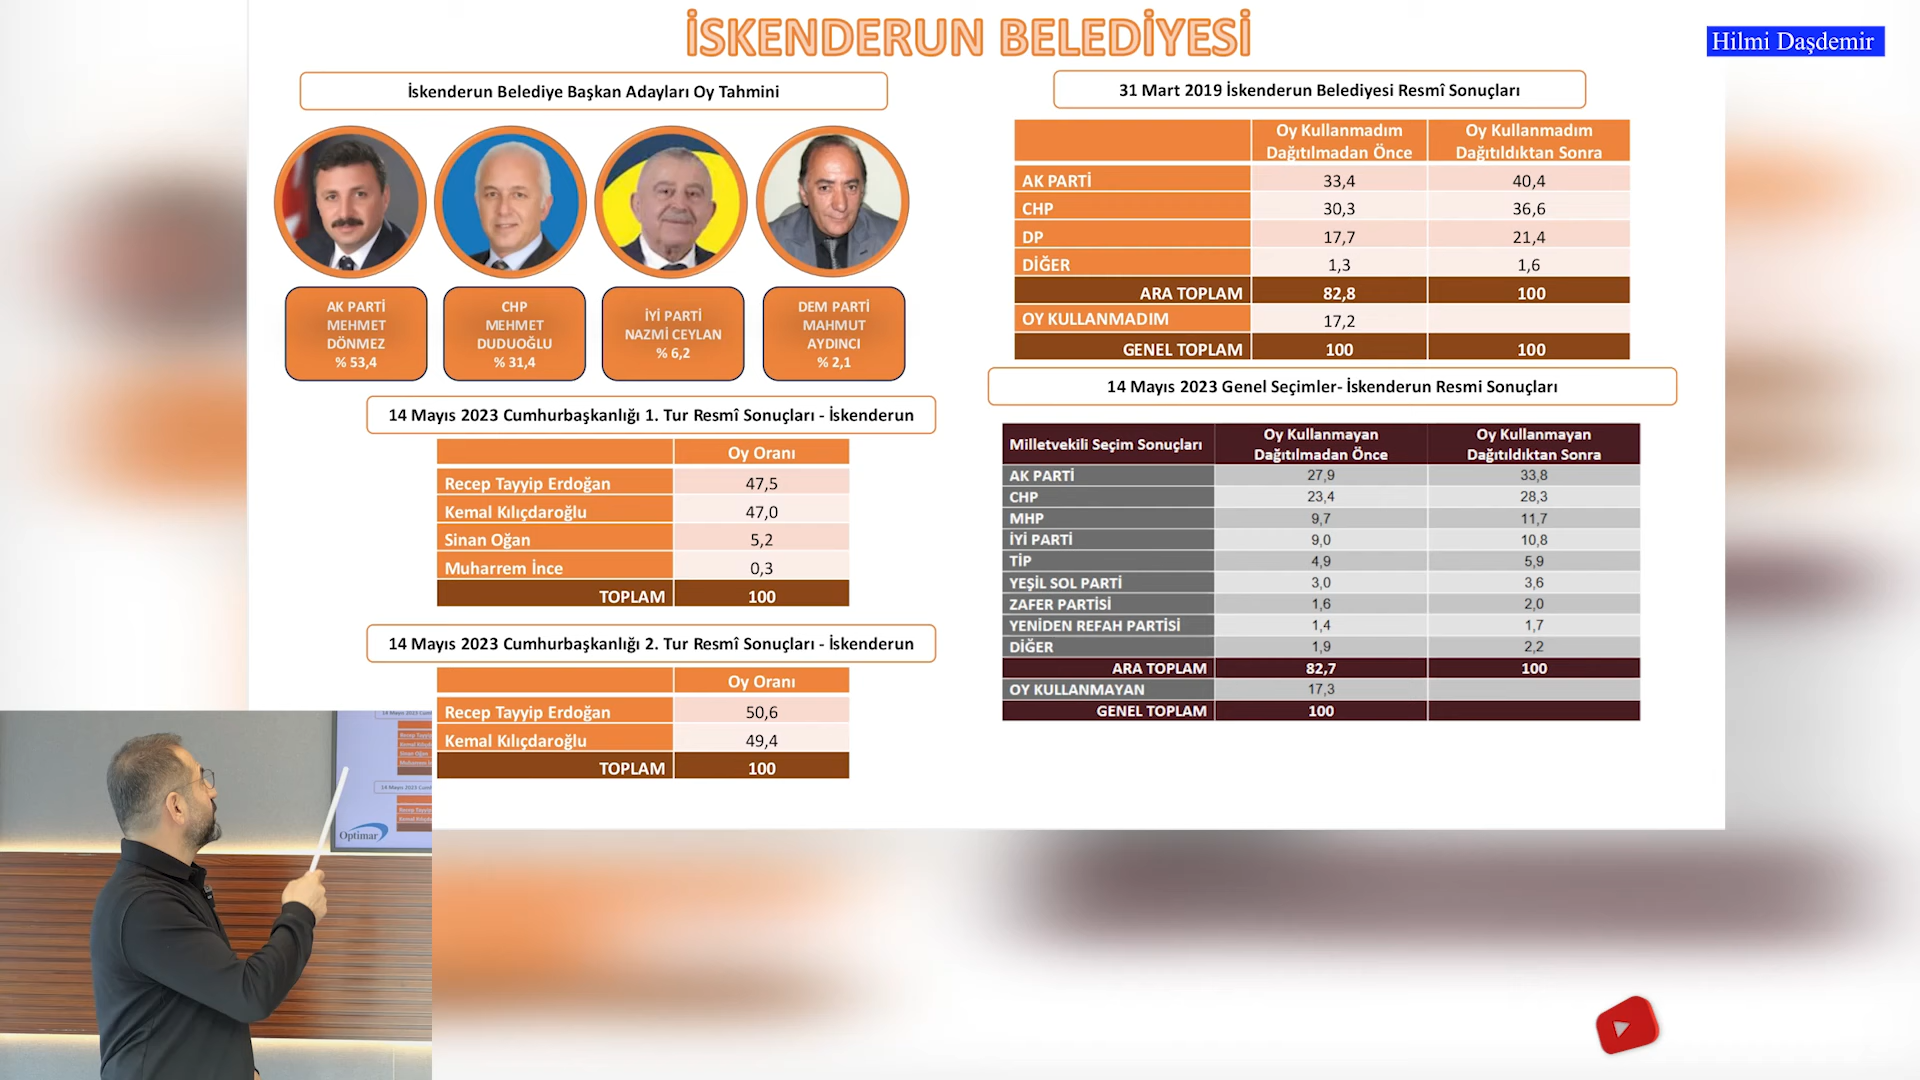 İSKENDERUN BELEDİYESİ
Hilmi Daşdemir
İskenderun Belediye Başkan Adayları Oy Tahmini
AK PARTİ
MEHMET
DÖNMEZ
% 53,4
CHP
MEHMET
DUDUOĞLU
% 31,4
İYİ PARTİ
NAZMİ CEYLAN
% 6,2
DEM PARTİ
MAHMUT
AYDINCI
% 2,1
14 Mayıs 2023 Cumhurbaşkanlığı 1. Tur Resmî Sonuçları - İskenderun
Oy Oranı
Recep Tayyip Erdoğan 47,5
Kemal Kılıçdaroğlu 47,0
Sinan Oğan 5,2
Muharrem İnce 0,3
TOPLAM 100
14 Mayıs 2023 Cumhurbaşkanlığı 2. Tur Resmî Sonuçları - İskenderun
Oy Oranı
Recep Tayyip Erdoğan 50,6
Kemal Kılıçdaroğlu 49,4
TOPLAM 100
31 Mart 2019 İskenderun Belediyesi Resmî Sonuçları
Oy Kullanmadım Oy Kullanmadım
Dağıtılmadan Önce Dağıtıldıktan Sonra
AK PARTİ 33,4 40,4
CHP 30,3 36,6
DP 17,7 21,4
DİĞER 1,3 1,6
ARA TOPLAM 82,8 100
OY KULLANMADIM 17,2
GENEL TOPLAM 100 100
14 Mayıs 2023 Genel Seçimler- İskenderun Resmi Sonuçları
Milletvekili Seçim Sonuçları Oy Kullanmayan Oy Kullanmayan
Dağıtılmadan Önce Dağıtıldıktan Sonra
AK PARTİ 27,9 33,8
CHP 23,4 28,3
MHP 9,7 11,7
İYİ PARTİ 9,0 10,8
TİP 4,9 5,9
YEŞİL SOL PARTİ 3,0 3,6
ZAFER PARTİSİ 1,6 2,0
YENİDEN REFAH PARTİSİ 1,4 1,7
DİĞER 1,9 2,2
ARA TOPLAM 82,7 100
OY KULLANMAYAN 17,3
GENEL TOPLAM 100
Optimar